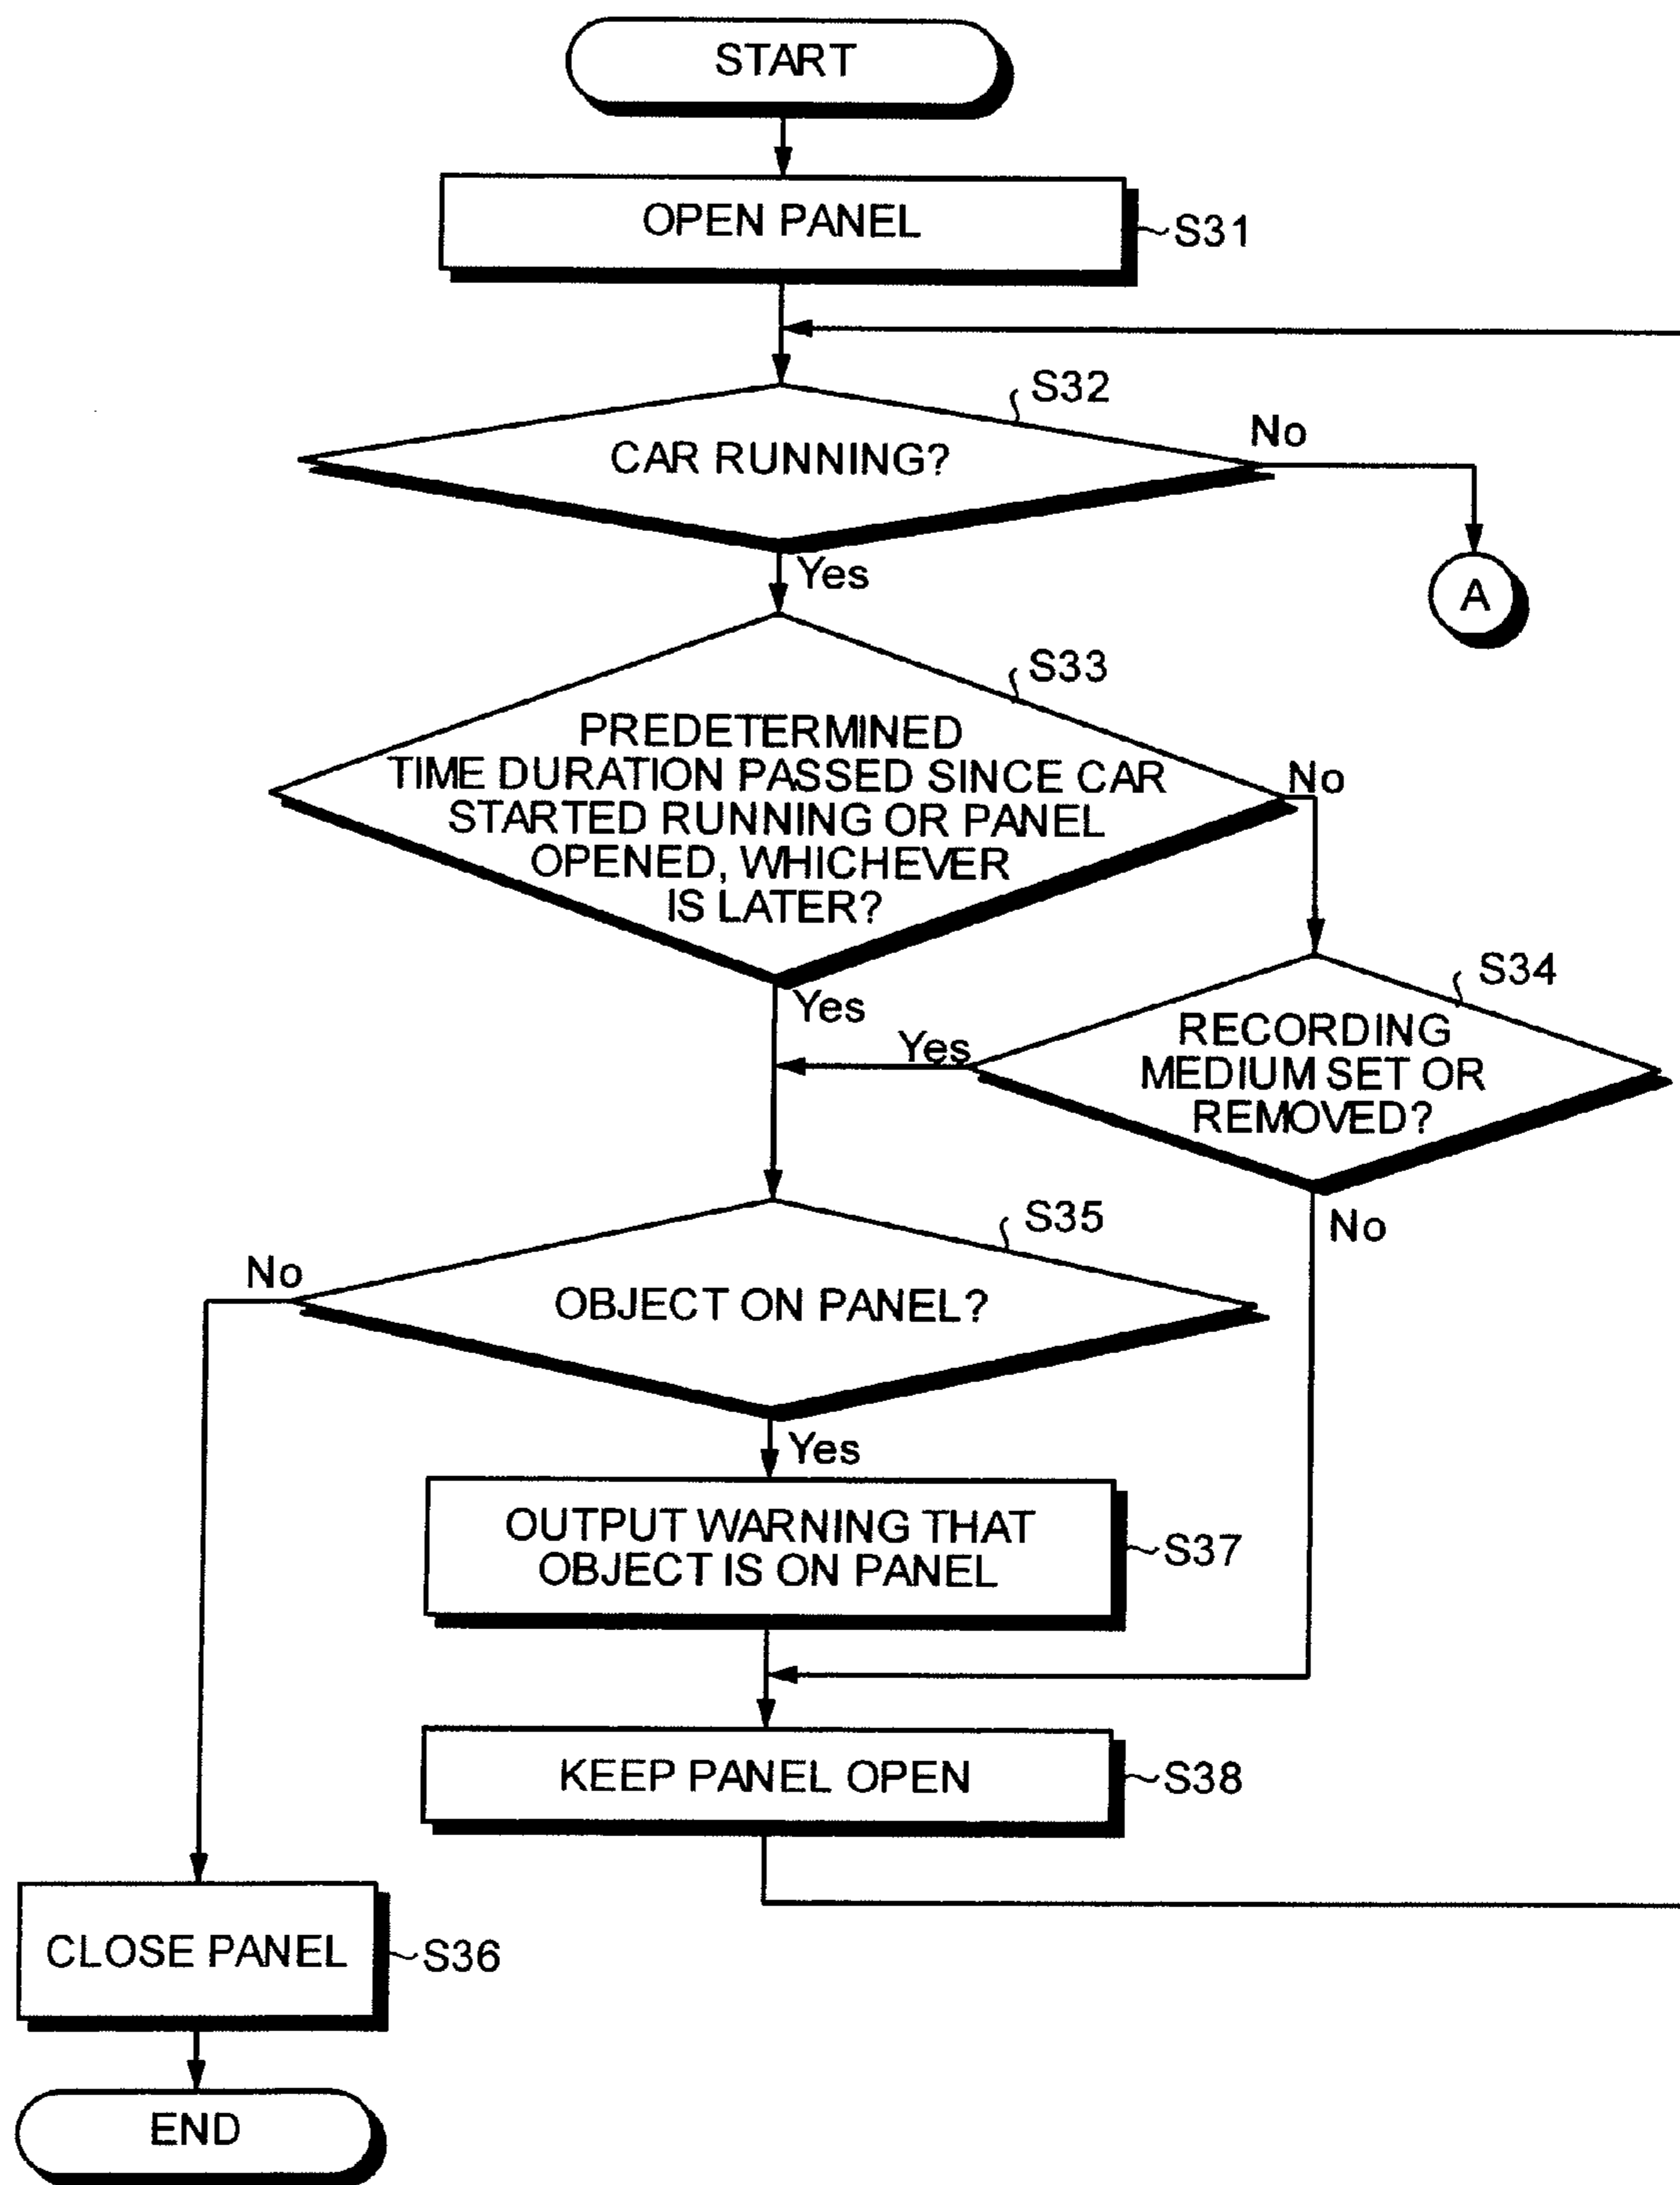 START
OPEN PANEL
S31
S32
CAR RUNNING?
No
Yes
A
S33
PREDETERMINED
TIME DURATION PASSED SINCE CAR
STARTED RUNNING OR PANEL
OPENED, WHICHEVER
IS LATER?
No
Yes
S34
RECORDING
MEDIUM SET OR
REMOVED?
Yes
No
S35
OBJECT ON PANEL?
No
Yes
OUTPUT WARNING THAT
OBJECT IS ON PANEL
S37
KEEP PANEL OPEN
S38
CLOSE PANEL
S36
END